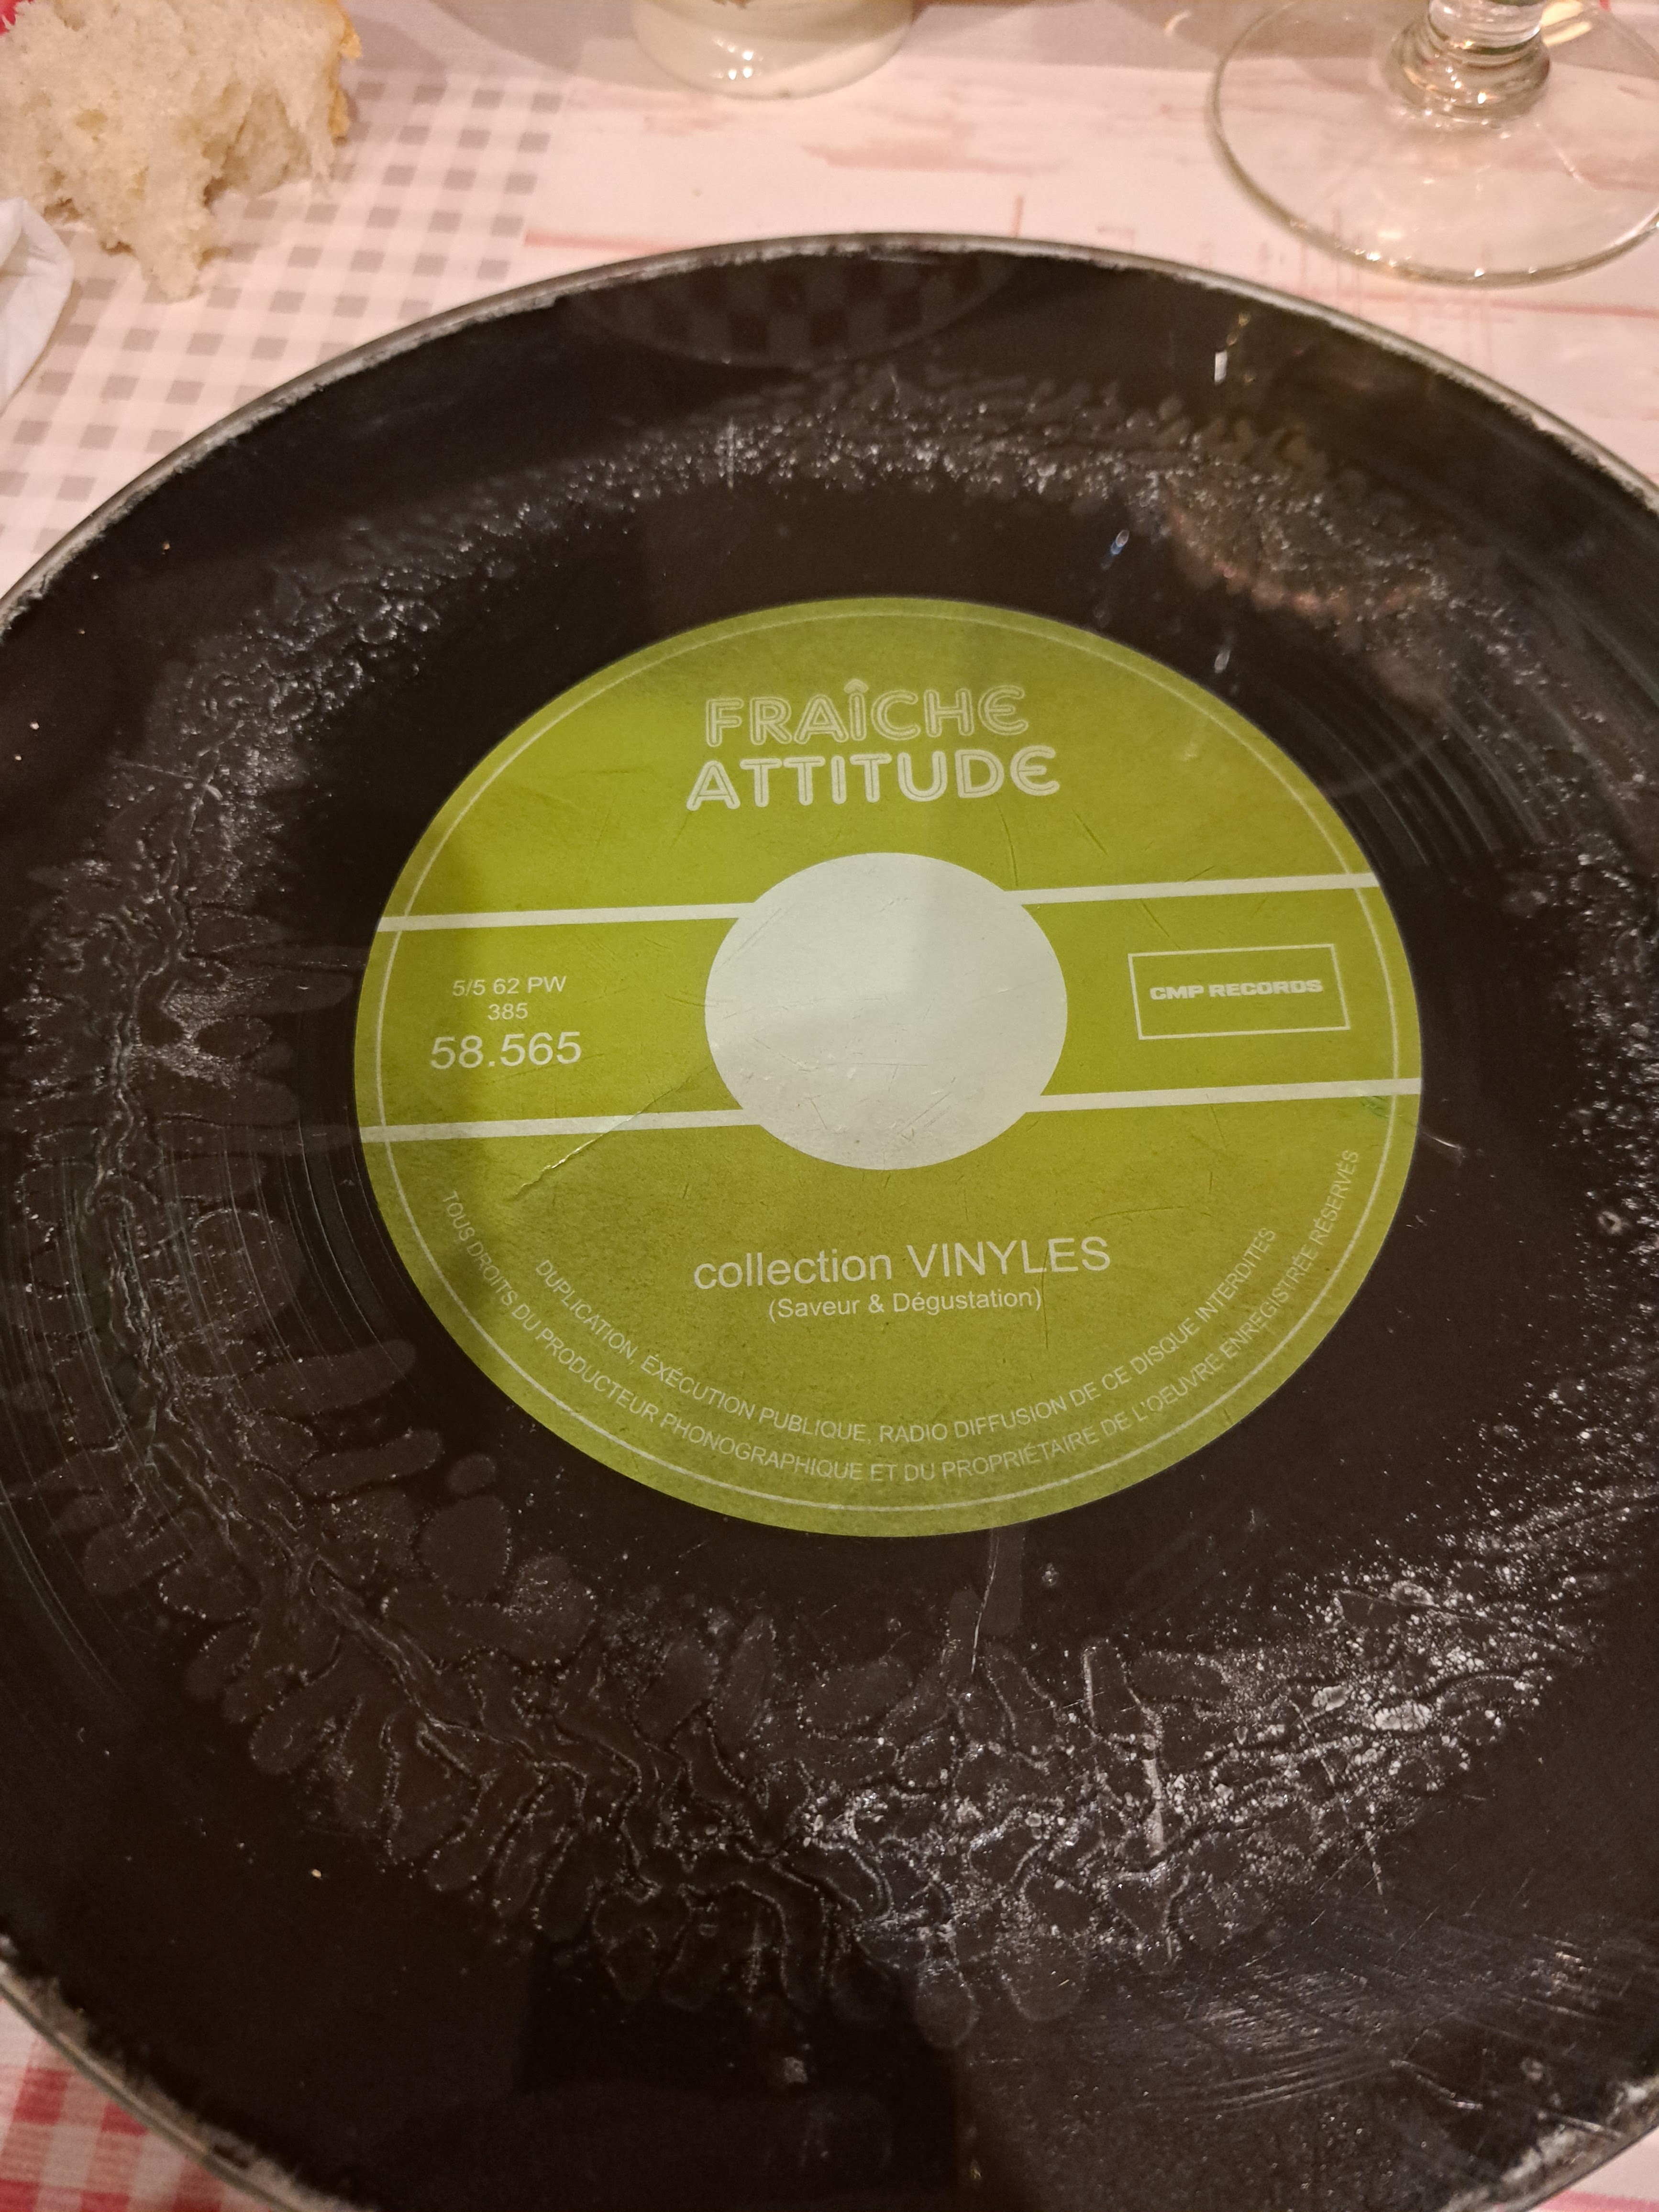 FRAÎCHE
ATTITUDE
5/5 62 PW
385
58.565
CMP RECORDS
collection VINYLES
(Saveur & Dégustation)
DUPLICATION, ÉXÉCUTION PUBLIQUE, RADIO DIFFUSION DE CE DISQUE INTERDITES
TOUS DROITS DU PRODUCTEUR PHONOGRAPHIQUE ET DU PROPRIÉTAIRE DE L'OEUVRE ENREGISTRÉE RÉSERVÉS